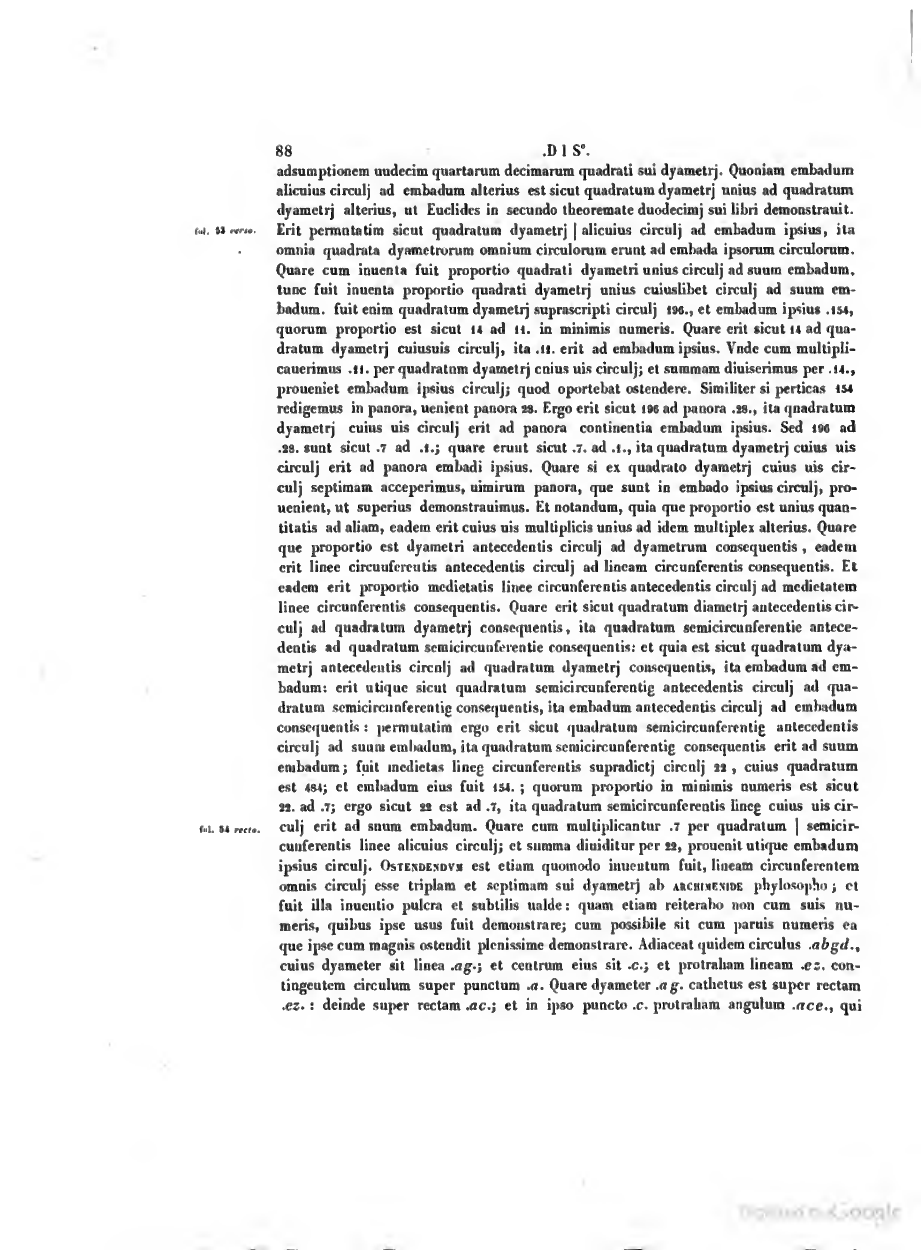 88 .D I Sᵉ.
adsumptionem undecim quartarum decimarum quadrati sui dyametrj. Quoniam embadum
alicuius circulj ad embadum alterius est sicut quadratum dyametrj unius ad quadratum
dyametrj alterius, ut Euclides in secundo theoremate duodecimj sui libri demonstrauit.
fol. 53 verso.
Erit permutatim sicut quadratum dyametrj | alicuius circulj ad embadum ipsius, ita
omnia quadrata dyametrorum omnium circulorum erunt ad embada ipsorum circulorum.
Quare cum inuenta fuit proportio quadrati dyametri unius circulj ad suum embadum,
tunc fuit inuenta proportio quadrati dyametrj unius cuiuslibet circulj ad suum em-
badum. fuit enim quadratum dyametrj suprascripti circulj 196., et embadum ipsius .154,
quorum proportio est sicut 14 ad 11. in minimis numeris. Quare erit sicut 14 ad qua-
dratum dyametrj cuiusuis circulj, ita .11. erit ad embadum ipsius. Vnde cum multipli-
cauerimus .11. per quadratum dyametrj cuius uis circulj; et summam diuiserimus per .14.,
proueniet embadum ipsius circulj; quod oportebat ostendere. Similiter si perticas 154
redigemus in panora, uenient panora 28. Ergo erit sicut 196 ad panora .28., ita quadratum
dyametrj cuius uis circulj erit ad panora continentia embadum ipsius. Sed 196 ad
.28. sunt sicut .7 ad .1.; quare erunt sicut .7. ad .1., ita quadratum dyametrj cuius uis
circulj erit ad panora embadi ipsius. Quare si ex quadrato dyametrj cuius uis cir-
culj septimam acceperimus, uimirum panora, que sunt in embado ipsius circulj, pro-
uenient, ut superius demonstrauimus. Et notandum, quia que proportio est unius quan-
titatis ad aliam, eadem erit cuius uis multiplicis unius ad idem multiplex alterius. Quare
que proportio est dyametri antecedentis circulj ad dyametrum consequentis, eadem
erit linee circunferentis antecedentis circulj ad lineam circunferentis consequentis. Et
eadem erit proportio medietatis linee circunferentis antecedentis circulj ad medietatem
linee circunferentis consequentis. Quare erit sicut quadratum diametrj antecedentis cir-
culj ad quadratum dyametrj consequentis, ita quadratum semicircunferentie antece-
dentis ad quadratum semicircunferentie consequentis: et quia est sicut quadratum dya-
metrj antecedentis circulj ad quadratum dyametrj consequentis, ita embadum ad em-
badum: erit utique sicut quadratum semicircunferentię antecedentis circulj ad qua-
dratum semicircunferentię consequentis, ita embadum antecedentis circulj ad embadum
consequentis : permutatim ergo erit sicut quadratum semicircunferentię antecedentis
circulj ad suum embadum, ita quadratum semicircunferentię consequentis erit ad suum
embadum; fuit medietas lineę circunferentis supradictj circulj 22 , cuius quadratum
est 484; et embadum eius fuit 154. ; quorum proportio in minimis numeris est sicut
22. ad .7; ergo sicut 22 est ad .7, ita quadratum semicircunferentis lineę cuius uis cir-
fol. 54 recto.
culj erit ad suum embadum. Quare cum multiplicantur .7 per quadratum | semicir-
cunferentis linee alicuius circulj; et summa diuiditur per 22, prouenit utique embadum
ipsius circulj. OSTENDENDVM est etiam quomodo inuentum fuit, lineam circunferentem
omnis circulj esse triplam et septimam sui dyametrj ab ARCHIMENIDE phylosopho; et
fuit illa inuentio pulcra et subtilis ualde: quam etiam reiterabo non cum suis nu-
meris, quibus ipse usus fuit demonstrare; cum possibile sit cum paruis numeris ea
que ipse cum magnis ostendit plenissime demonstrare. Adiaceat quidem circulus .abgd.,
cuius dyameter sit linea .ag.; et centrum eius sit .c.; et protraham lineam .ez. con-
tingentem circulum super punctum .a. Quare dyameter .ag. cathetus est super rectam
.ez. : deinde super rectam .ac.; et in ipso puncto .c. protraham angulum .ace., qui
Digitized by Google